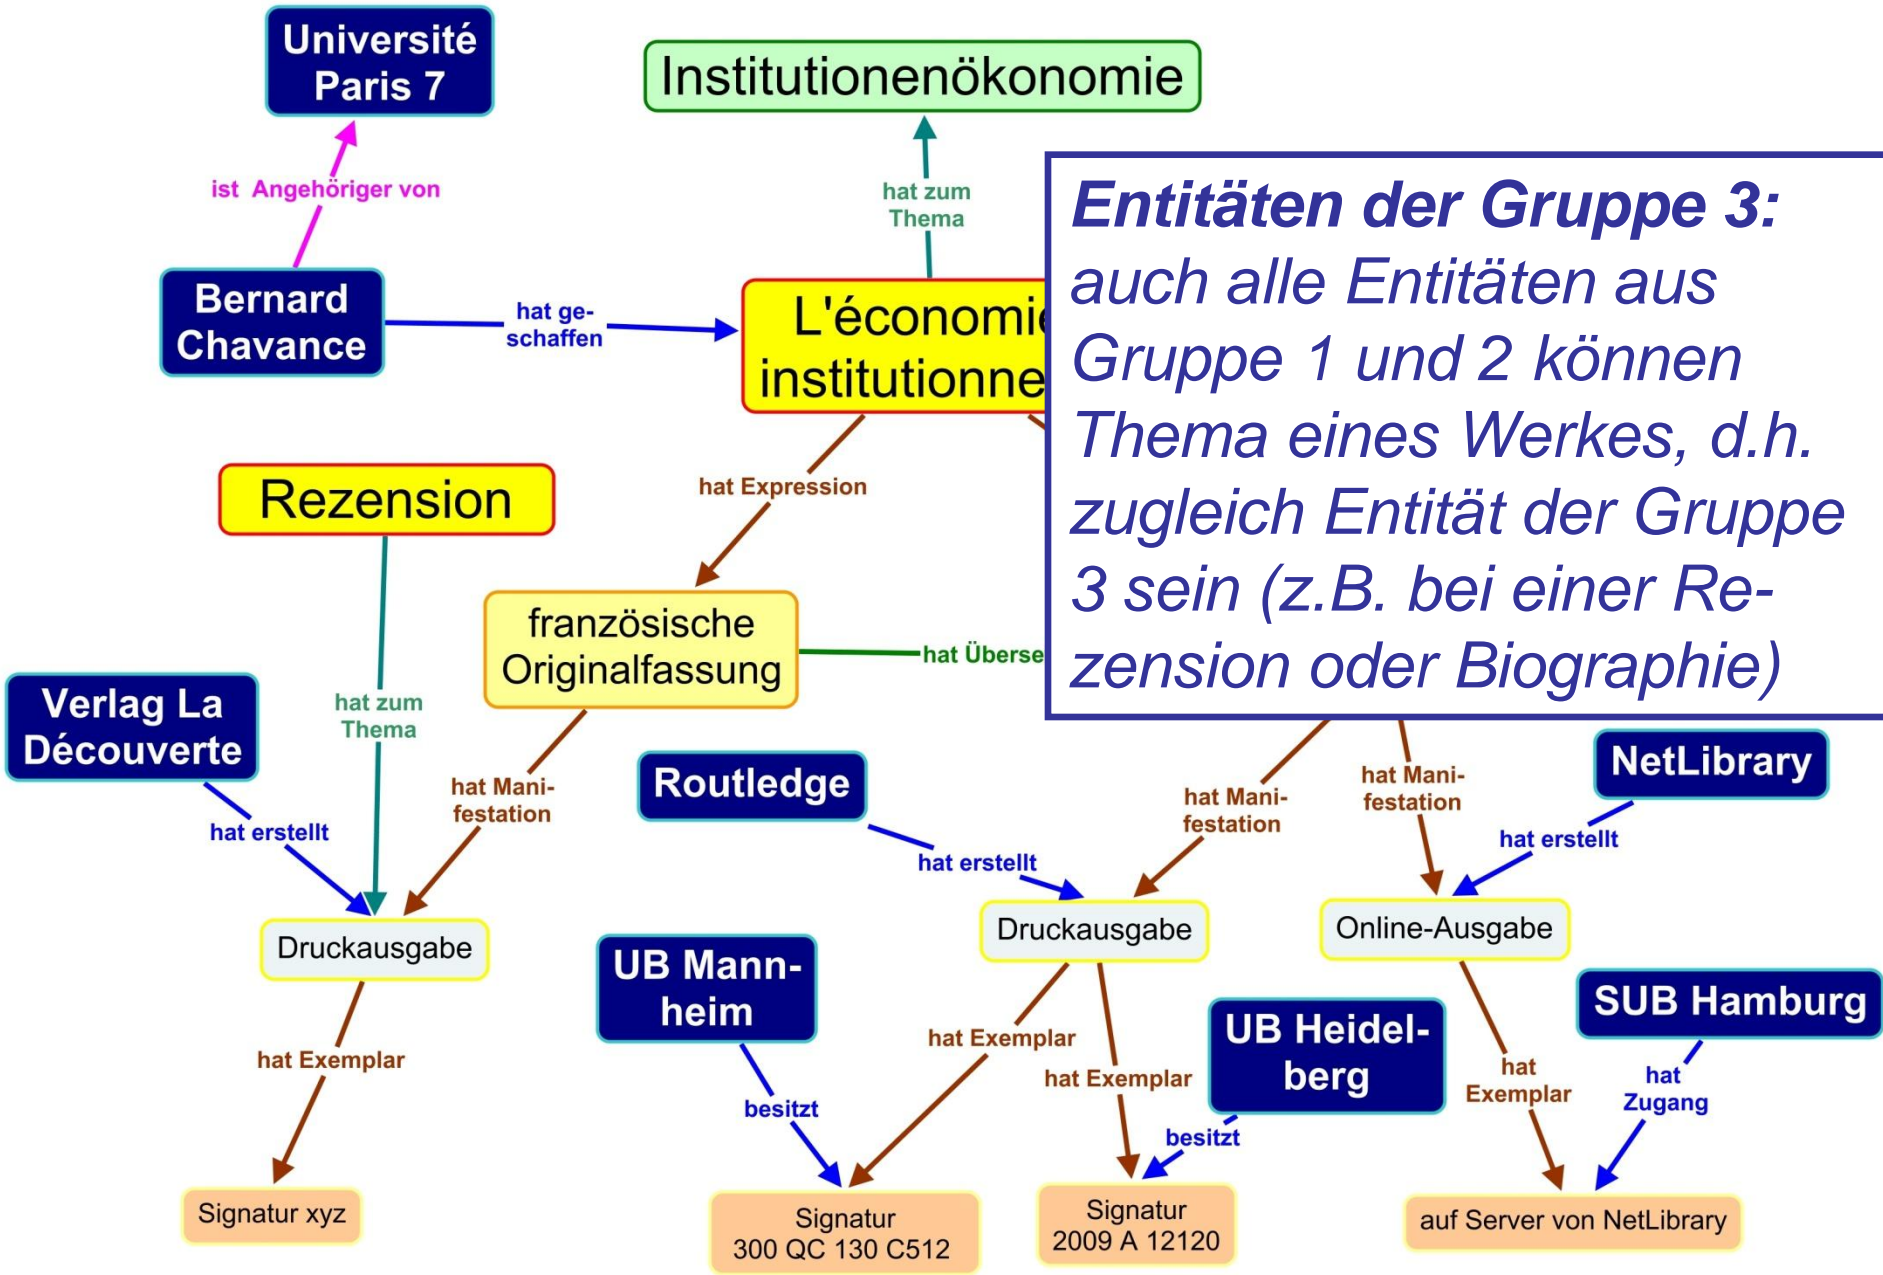 Université
Paris 7
Institutionenökonomie
ist Angehöriger von
hat zum
Thema
Entitäten der Gruppe 3:
auch alle Entitäten aus
Gruppe 1 und 2 können
Thema eines Werkes, d.h.
zugleich Entität der Gruppe
3 sein (z.B. bei einer Re-
zension oder Biographie)
Bernard
Chavance
hat ge-
schaffen
L'économie
institutionne
hat Expression
Rezension
französische
Originalfassung
hat Überse
Verlag La
Découverte
hat zum
Thema
hat Mani-
festation
hat erstellt
Routledge
hat erstellt
hat Mani-
festation
hat Mani-
festation
NetLibrary
hat erstellt
Druckausgabe
Druckausgabe
Online-Ausgabe
UB Mann-
heim
UB Heidel-
berg
SUB Hamburg
hat Exemplar
hat Exemplar
hat Exemplar
hat
Exemplar
hat
Zugang
besitzt
besitzt
Signatur xyz
Signatur
300 QC 130 C512
Signatur
2009 A 12120
auf Server von NetLibrary